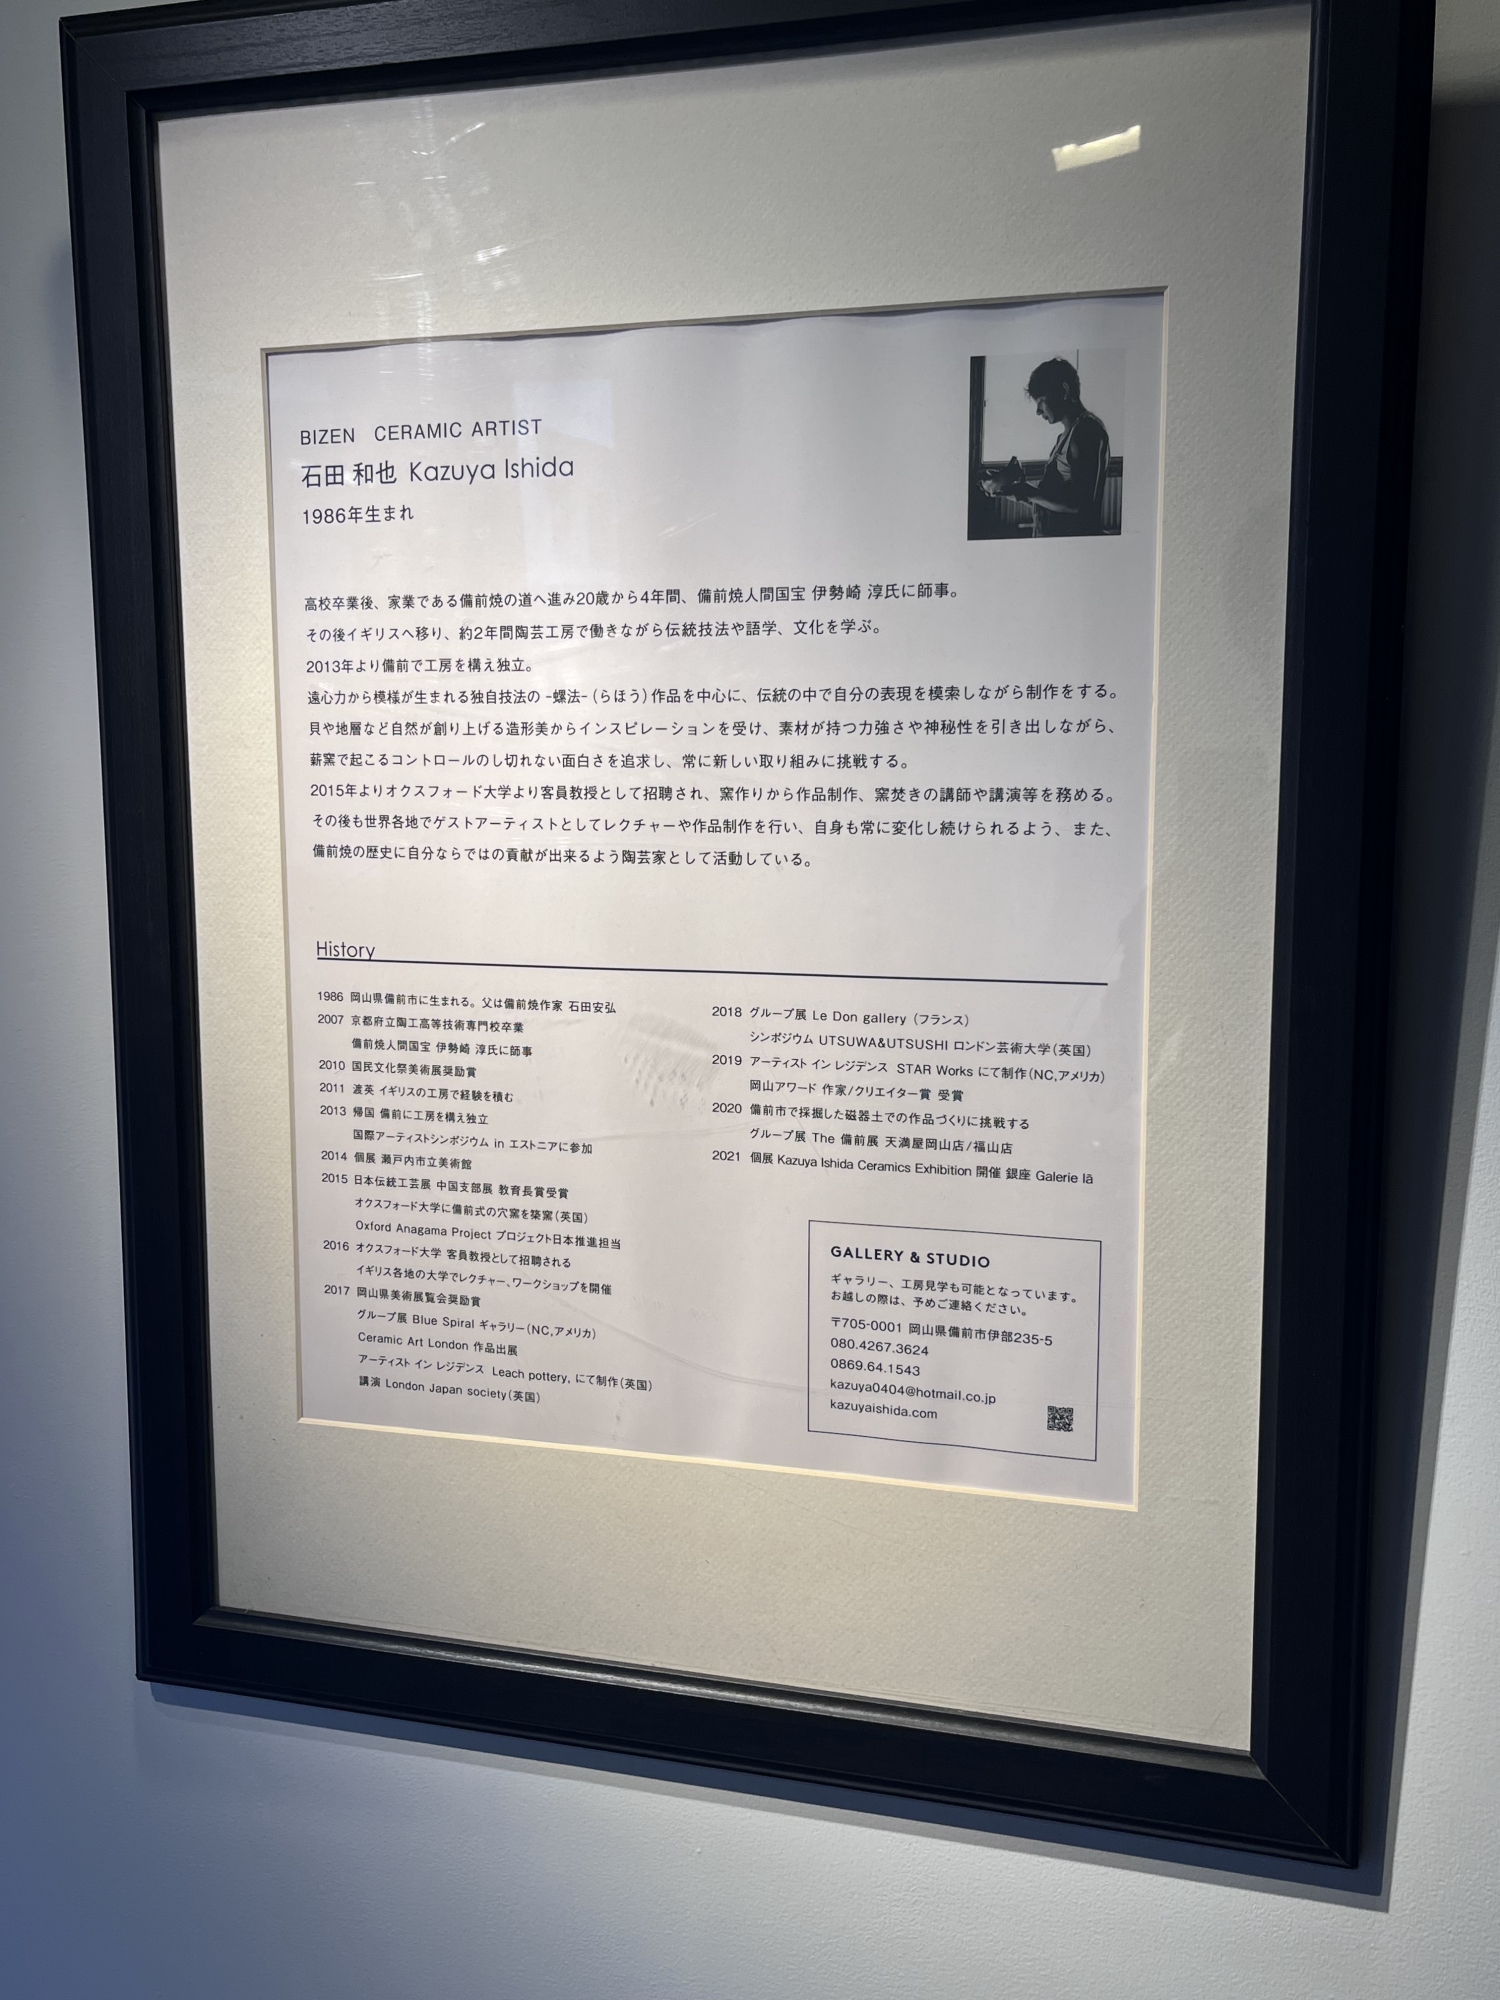 BIZEN CERAMIC ARTIST
石田 和也 Kazuya Ishida
1986年生まれ
高校卒業後、家業である備前焼の道へ進み20歳から4年間、備前焼人間国宝 伊勢崎 淳氏に師事。
その後イギリスへ移り、約2年間陶芸工房で働きながら伝統技法や語学、文化を学ぶ。
2013年より備前で工房を構え独立。
遠心力から模様が生まれる独自技法の -螺法- (らほう) 作品を中心に、伝統の中で自分の表現を模索しながら制作をする。
貝や地層など自然が創り上げる造形美からインスピレーションを受け、素材が持つ力強さや神秘性を引き出しながら、
薪窯で起こるコントロールのし切れない面白さを追求し、常に新しい取り組みに挑戦する。
2015年よりオクスフォード大学より客員教授として招聘され、窯作りから作品制作、窯焚きの講師や講演等を務める。
その後も世界各地でゲストアーティストとしてレクチャーや作品制作を行い、自身も常に変化し続けられるよう、また、
備前焼の歴史に自分ならではの貢献が出来るよう陶芸家として活動している。
History
1986 岡山県備前市に生まれる。父は備前焼作家 石田安弘
2007 京都府立陶工高等技術専門校卒業
備前焼人間国宝 伊勢崎 淳氏に師事
2010 国民文化祭美術展奨励賞
2011 渡英 イギリスの工房で経験を積む
2013 帰国 備前に工房を構え独立
国際アーティストシンポジウム in エストニアに参加
2014 個展 瀬戸内市立美術館
2015 日本伝統工芸展 中国支部展 教育長賞受賞
オクスフォード大学に備前式の穴窯を築窯(英国)
Oxford Anagama Project プロジェクト日本推進担当
2016 オクスフォード大学 客員教授として招聘される
イギリス各地の大学でレクチャー、ワークショップを開催
2017 岡山県美術展覧会奨励賞
グループ展 Blue Spiral ギャラリー(NC,アメリカ)
Ceramic Art London 作品出展
アーティスト イン レジデンス Leach pottery, にて制作(英国)
講演 London Japan society(英国)
2018 グループ展 Le Don gallery (フランス)
シンポジウム UTSUWA&UTSUSHI ロンドン芸術大学(英国)
2019 アーティスト イン レジデンス STAR Works にて制作(NC,アメリカ)
岡山アワード 作家/クリエイター賞 受賞
2020 備前市で採掘した磁器土での作品づくりに挑戦する
グループ展 The 備前展 天満屋岡山店/福山店
2021 個展 Kazuya Ishida Ceramics Exhibition 開催 銀座 Galerie lā
GALLERY & STUDIO
ギャラリー、工房見学も可能となっています。
お越しの際は、予めご連絡ください。
〒705-0001 岡山県備前市伊部235-5
080.4267.3624
0869.64.1543
kazuya0404@hotmail.co.jp
kazuyaishida.com